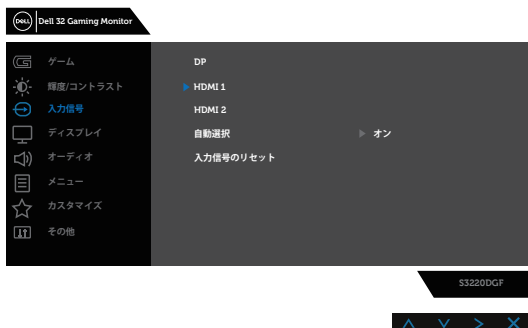 DELL Dell 32 Gaming Monitor
ゲーム
輝度/コントラスト
入力信号
ディスプレイ
オーディオ
メニュー
カスタマイズ
その他
DP
HDMI 1
HDMI 2
自動選択 オン
入力信号のリセット
S3220DGF